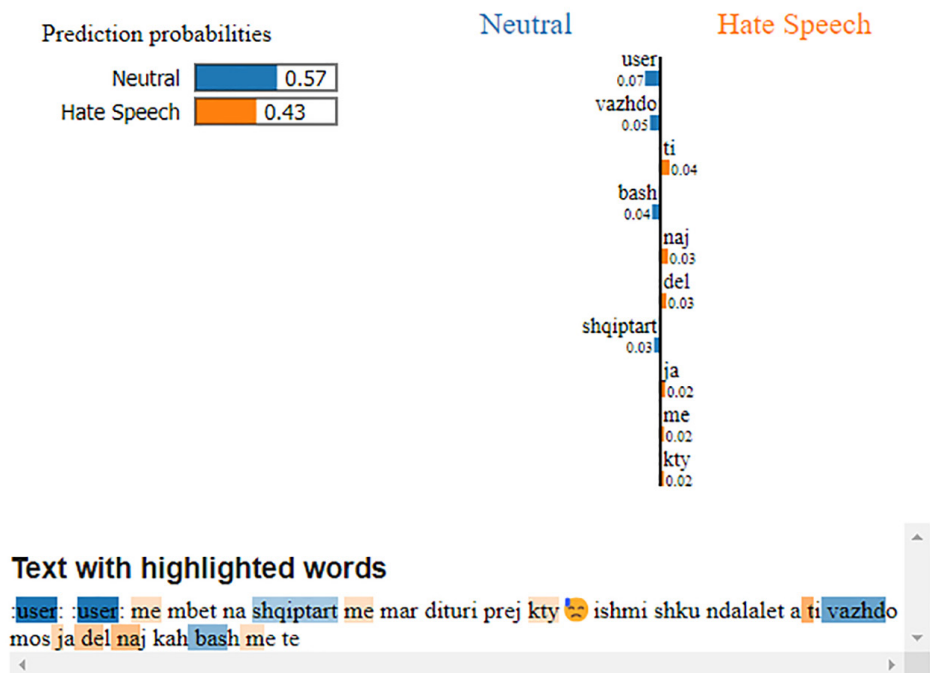 Prediction probabilities
Neutral 0.57
Hate Speech 0.43
Neutral Hate Speech
user
0.07
vazhdo
0.05
ti
0.04
bash
0.04
naj
0.03
del
0.03
shqiptart
0.03
ja
0.02
me
0.02
kty
0.02
Text with highlighted words
:user: :user: me mbet na shqiptart me mar dituri prej kty 😓 ishmi shku ndalalet a ti vazhdo
mos ja del naj kah bash me te